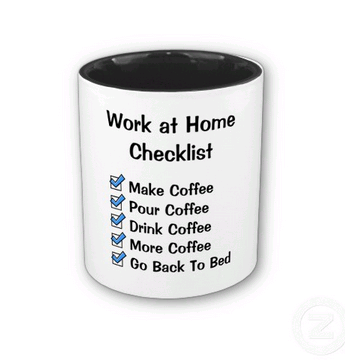 Work at Home
Checklist
Make Coffee
Pour Coffee
Drink Coffee
More Coffee
Go Back To Bed
Z